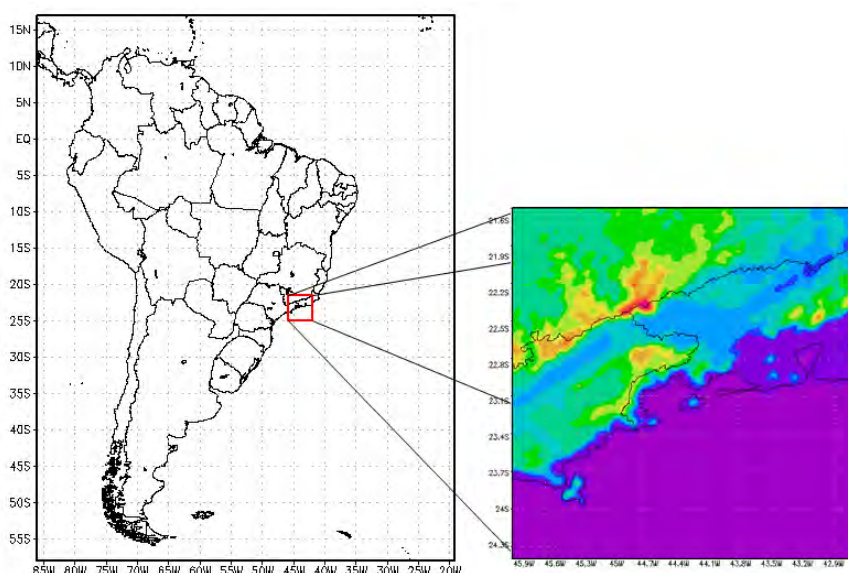 15N
10N
5N
EQ
5S
10S
15S
20S
25S
30S
35S
40S
45S
50S
55S
85W 80W 75W 70W 65W 60W 55W 50W 45W 40W 35W 30W 25W 20W
21.6S
21.9S
22.2S
22.5S
22.8S
23.1S
23.4S
23.7S
24S
24.3S
45.9W 45.6W 45.3W 45W 44.7W 44.4W 44.1W 43.8W 43.5W 43.2W 42.9W